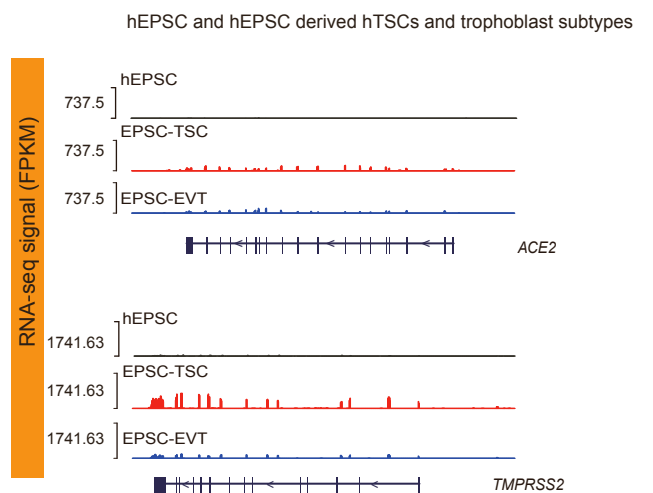 hEPSC and hEPSC derived hTSCs and trophoblast subtypes
RNA-seq signal (FPKM)
hEPSC
737.5
EPSC-TSC
737.5
EPSC-EVT
737.5
ACE2
hEPSC
1741.63
EPSC-TSC
1741.63
EPSC-EVT
1741.63
TMPRSS2